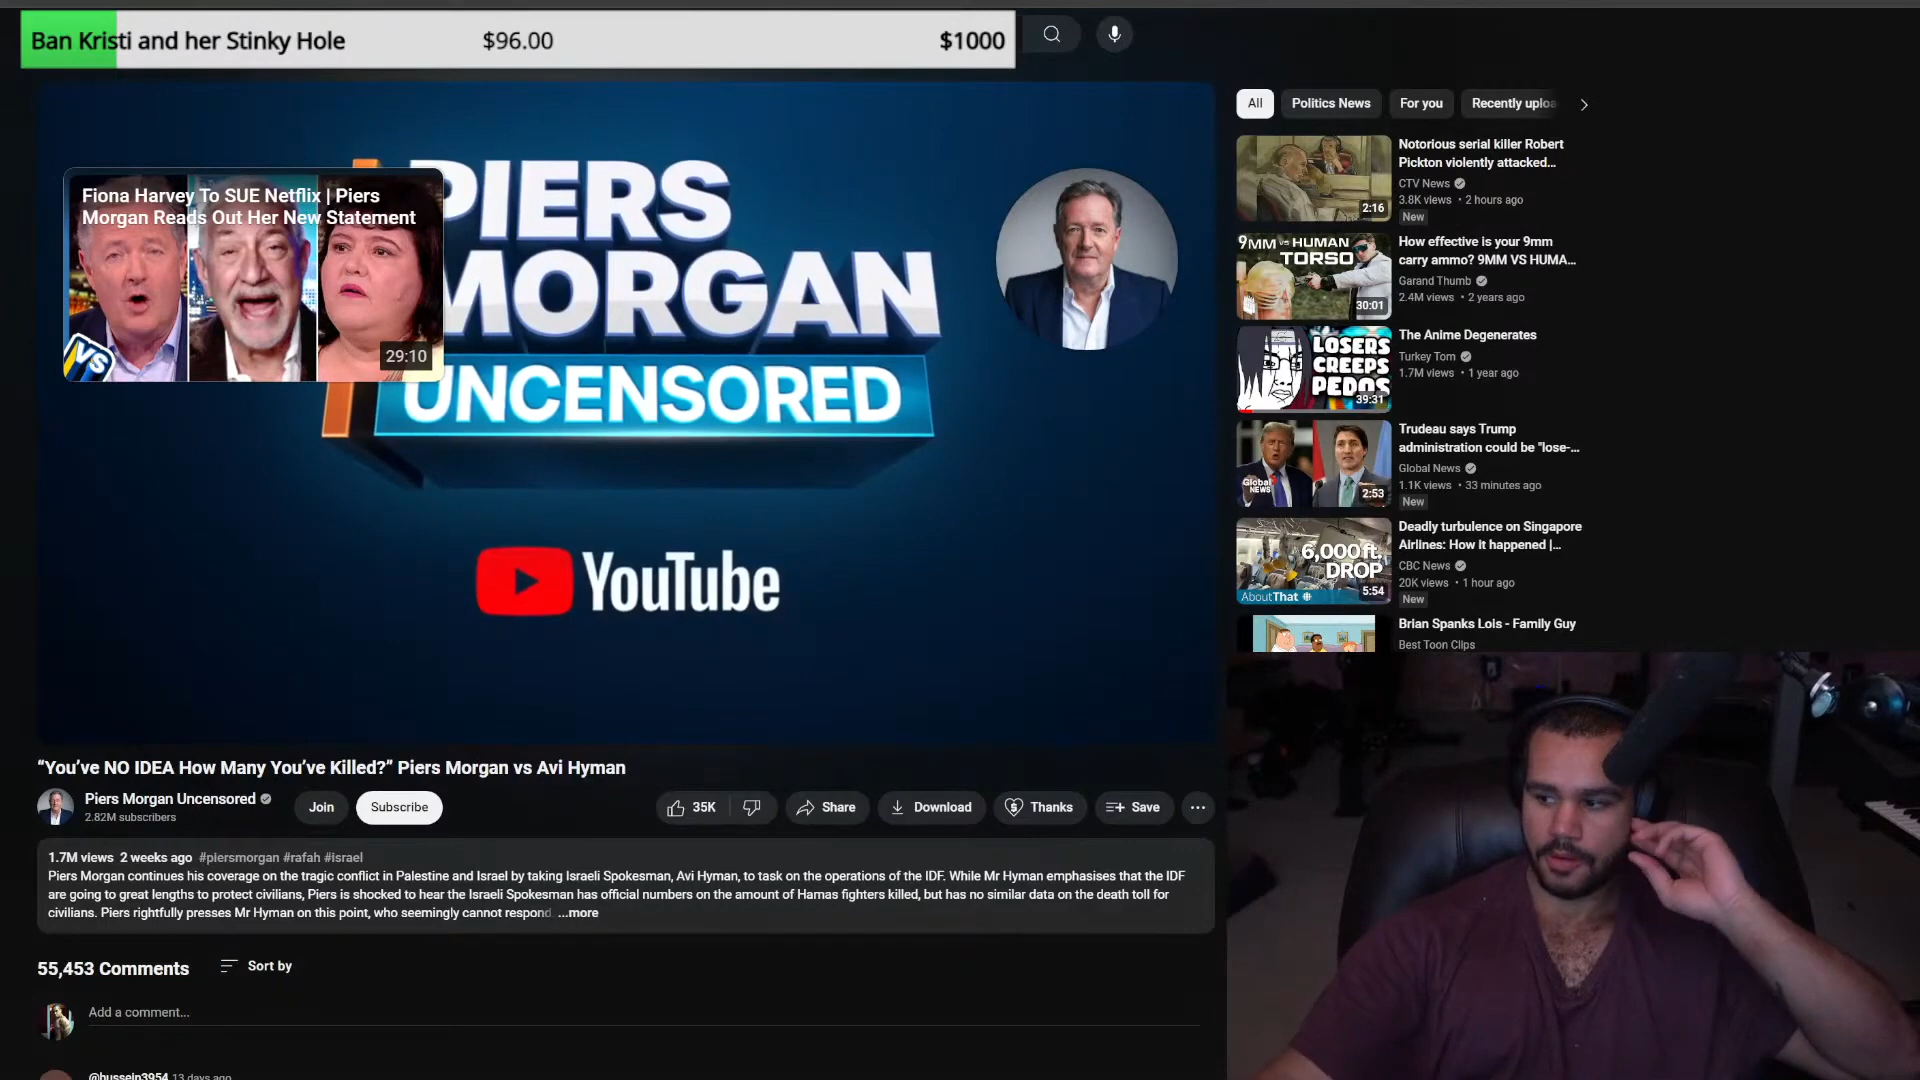 Ban Kristi and her Stinky Hole $96.00 $1000
All Politics News For you Recently uploa
Fiona Harvey To SUE Netflix | Piers
Morgan Reads Out Her New Statement
VS
29:10
PIERS
MORGAN
UNCENSORED
YouTube
Notorious serial killer Robert
Pickton violently attacked...
CTV News
3.8K views • 2 hours ago
New
2:16
9MM VS HUMAN
TORSO
30:01
How effective is your 9mm
carry ammo? 9MM VS HUMA...
Garand Thumb
2.4M views • 2 years ago
LOSERS
CREEPS
PEDOS
39:31
The Anime Degenerates
Turkey Tom
1.7M views • 1 year ago
Global
NEWS
2:53
Trudeau says Trump
administration could be "lose-...
Global News
1.1K views • 33 minutes ago
New
6,000 ft.
DROP
About That
5:54
Deadly turbulence on Singapore
Airlines: How it happened |...
CBC News
20K views • 1 hour ago
New
Brian Spanks Lois - Family Guy
Best Toon Clips
“You’ve NO IDEA How Many You’ve Killed?” Piers Morgan vs Avi Hyman
Piers Morgan Uncensored
2.82M subscribers
Join Subscribe 35K Share Download Thanks Save
1.7M views 2 weeks ago #piersmorgan #rafah #israel
Piers Morgan continues his coverage on the tragic conflict in Palestine and Israel by taking Israeli Spokesman, Avi Hyman, to task on the operations of the IDF. While Mr Hyman emphasises that the IDF
are going to great lengths to protect civilians, Piers is shocked to hear the Israeli Spokesman has official numbers on the amount of Hamas fighters killed, but has no similar data on the death toll for
civilians. Piers rightfully presses Mr Hyman on this point, who seemingly cannot respond. ...more
55,453 Comments Sort by
Add a comment...
@hussein3954 13 days ago